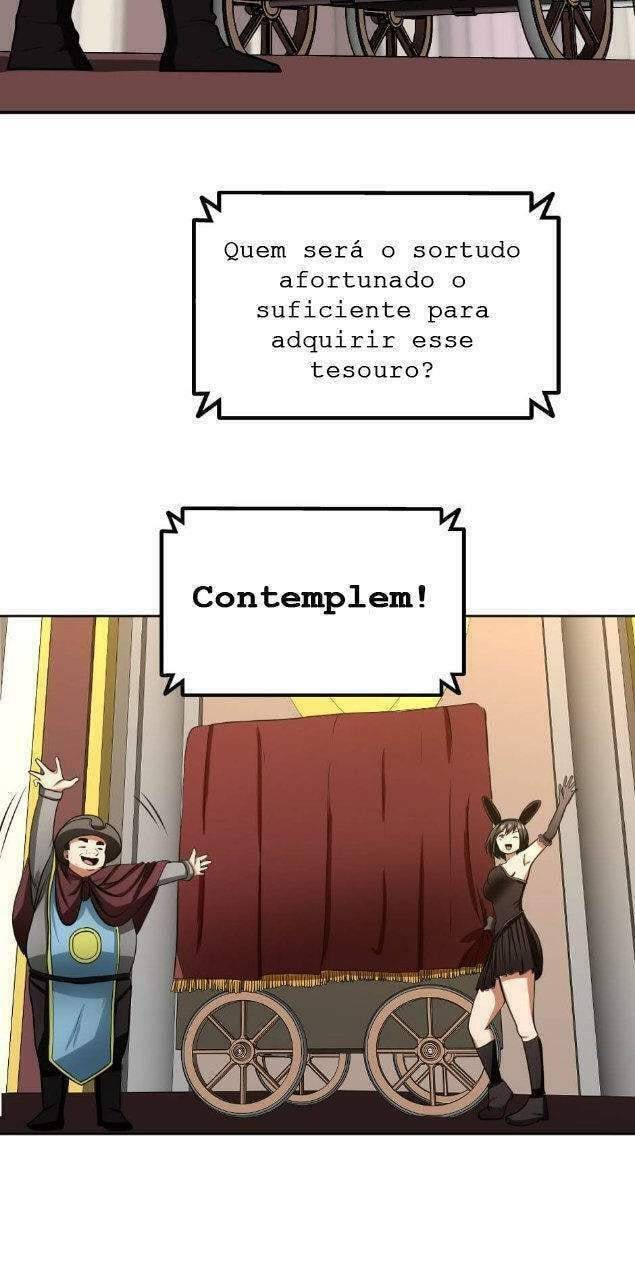 Quem será o sortudo
afortunado o
suficiente para
adquirir esse
tesouro?
Contemplem!